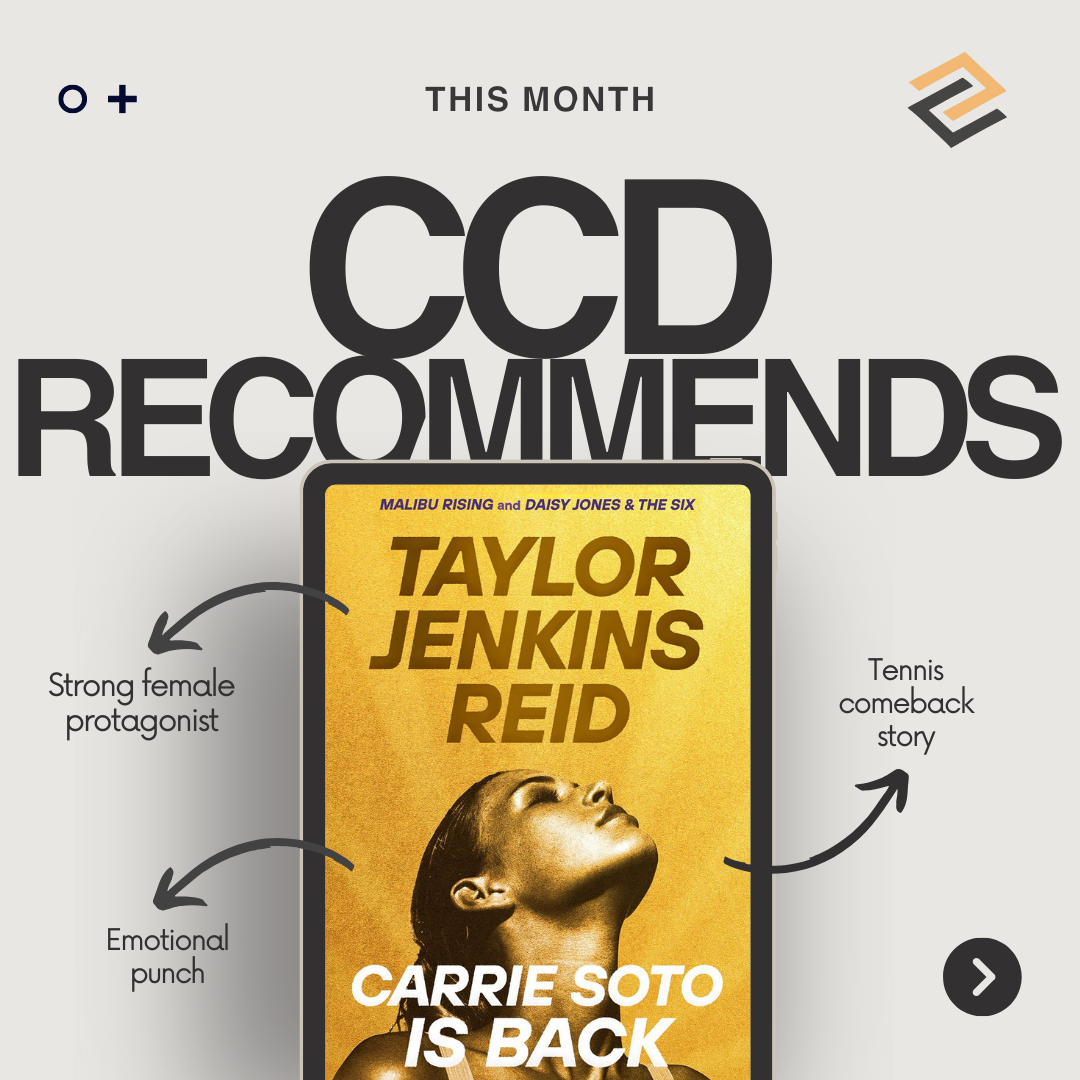 THIS MONTH
CCD
RECOMMENDS
MALIBU RISING and DAISY JONES & THE SIX
TAYLOR
JENKINS
REID
Strong female
protagonist
Tennis
comeback
story
Emotional
punch
CARRIE SOTO
IS BACK